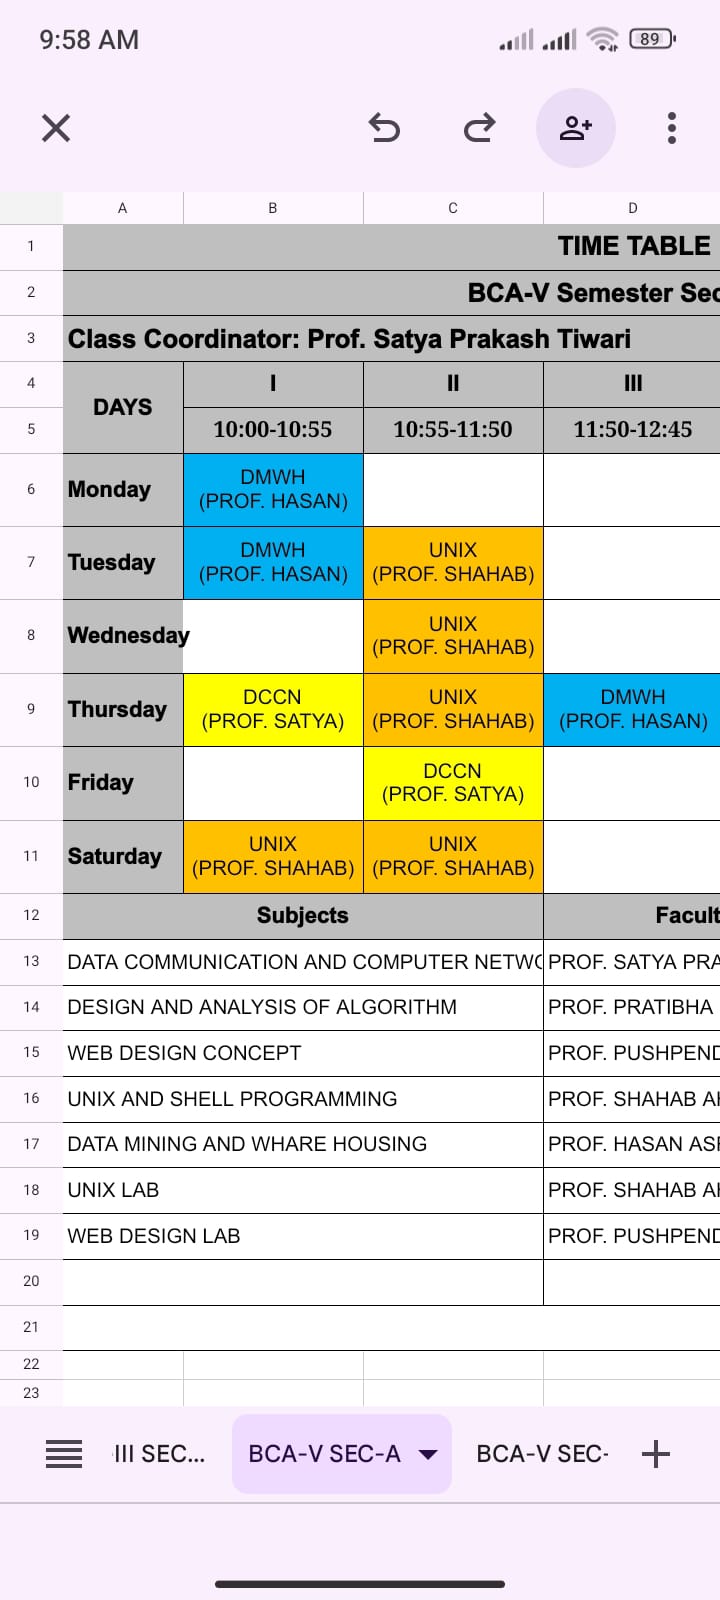 9:58 AM
89
A B C D
1 TIME TABLE
2 BCA-V Semester Sec
3 Class Coordinator: Prof. Satya Prakash Tiwari
4 DAYS I II III
5 10:00-10:55 10:55-11:50 11:50-12:45
6 Monday DMWH (PROF. HASAN)
7 Tuesday DMWH (PROF. HASAN) UNIX (PROF. SHAHAB)
8 Wednesday UNIX (PROF. SHAHAB)
9 Thursday DCCN (PROF. SATYA) UNIX (PROF. SHAHAB) DMWH (PROF. HASAN)
10 Friday DCCN (PROF. SATYA)
11 Saturday UNIX (PROF. SHAHAB) UNIX (PROF. SHAHAB)
12 Subjects Facult
13 DATA COMMUNICATION AND COMPUTER NETWO PROF. SATYA PRA
14 DESIGN AND ANALYSIS OF ALGORITHM PROF. PRATIBHA
15 WEB DESIGN CONCEPT PROF. PUSHPEND
16 UNIX AND SHELL PROGRAMMING PROF. SHAHAB AH
17 DATA MINING AND WHARE HOUSING PROF. HASAN ASF
18 UNIX LAB PROF. SHAHAB AH
19 WEB DESIGN LAB PROF. PUSHPEND
20
21
22
23
III SEC... BCA-V SEC-A BCA-V SEC-